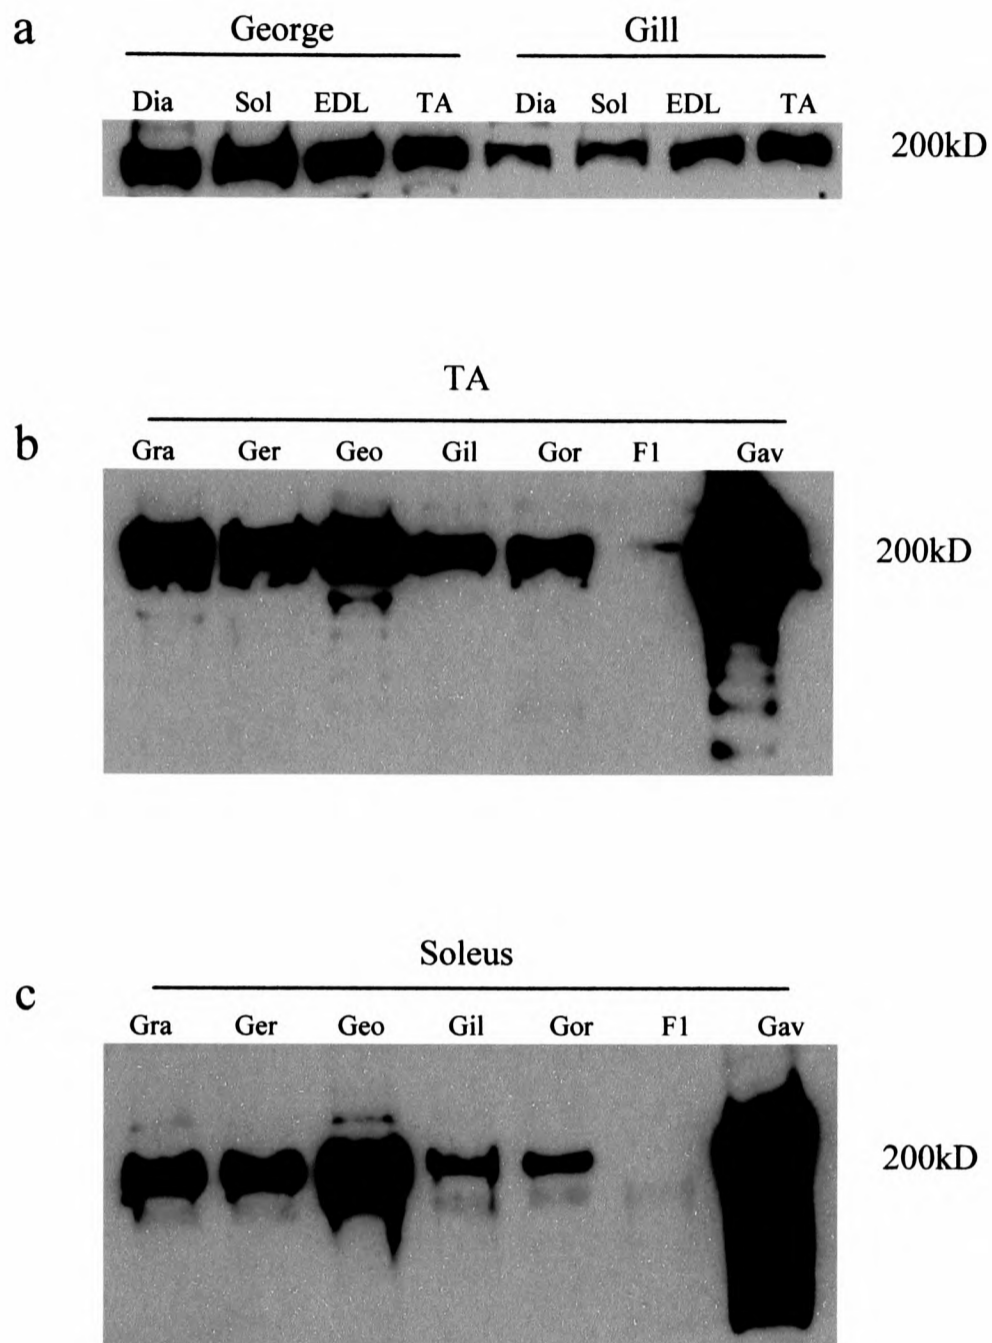 a
George Gill
Dia Sol EDL TA Dia Sol EDL TA
200kD
TA
b
Gra Ger Geo Gil Gor F1 Gav
200kD
Soleus
c
Gra Ger Geo Gil Gor F1 Gav
200kD